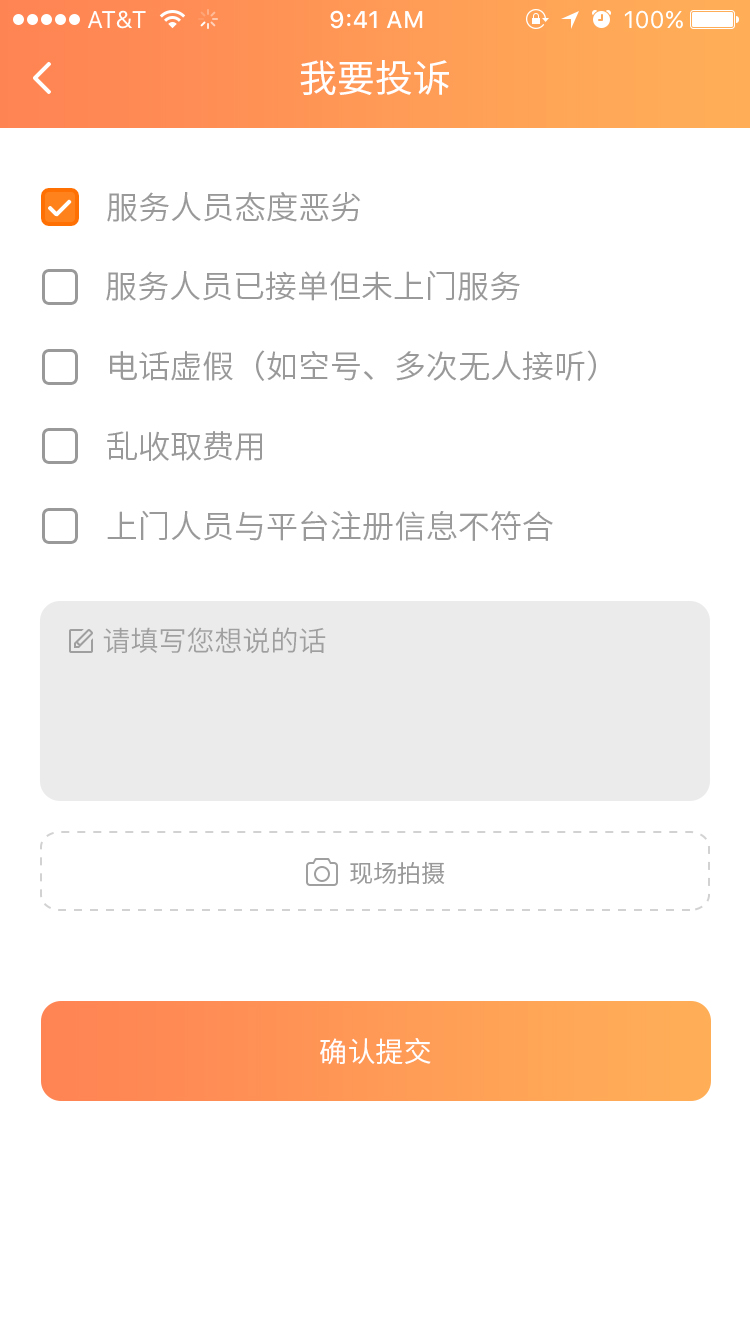 AT&T 9:41 AM 100%
我要投诉
服务人员态度恶劣
服务人员已接单但未上门服务
电话虚假（如空号、多次无人接听）
乱收取费用
上门人员与平台注册信息不符合
请填写您想说的话
现场拍摄
确认提交